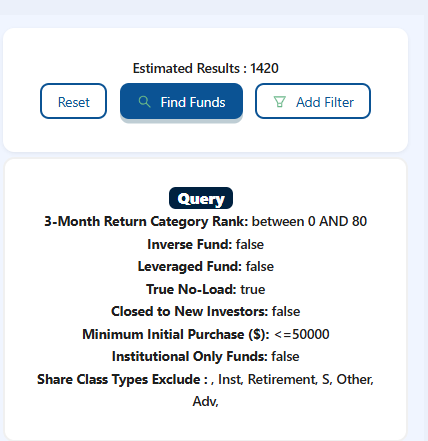 Estimated Results : 1420
Reset
Find Funds
Add Filter
Query
3-Month Return Category Rank: between 0 AND 80
Inverse Fund: false
Leveraged Fund: false
True No-Load: true
Closed to New Investors: false
Minimum Initial Purchase ($): <=50000
Institutional Only Funds: false
Share Class Types Exclude : , Inst, Retirement, S, Other,
Adv,